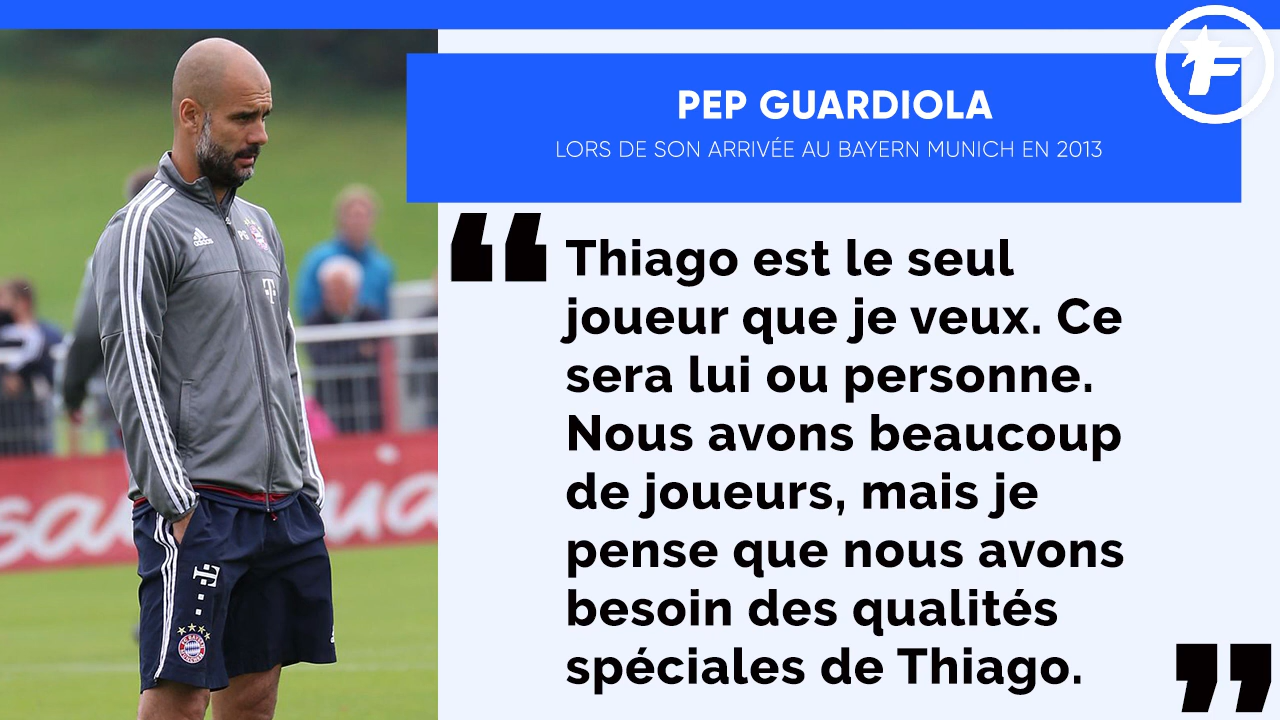 PEP GUARDIOLA
LORS DE SON ARRIVÉE AU BAYERN MUNICH EN 2013
“Thiago est le seul
joueur que je veux. Ce
sera lui ou personne.
Nous avons beaucoup
de joueurs, mais je
pense que nous avons
besoin des qualités
spéciales de Thiago.”
F
adidas
PG
T
T